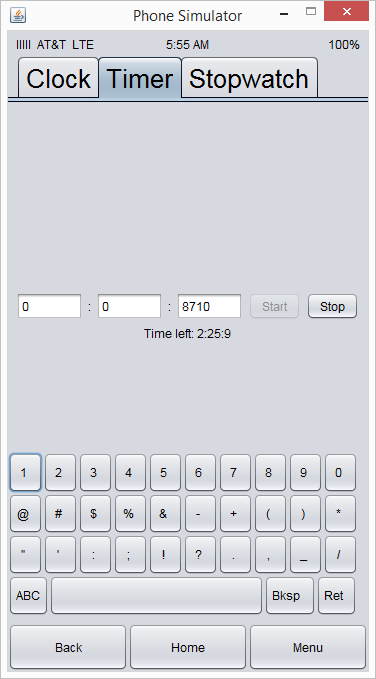 Phone Simulator
IIIII AT&T LTE 5:55 AM 100%
Clock Timer Stopwatch
0 : 0 : 8710 Start Stop
Time left: 2:25:9
1 2 3 4 5 6 7 8 9 0
@ # $ % & - + ( ) *
" ' : ; ! ? . , _ /
ABC Bksp Ret
Back Home Menu